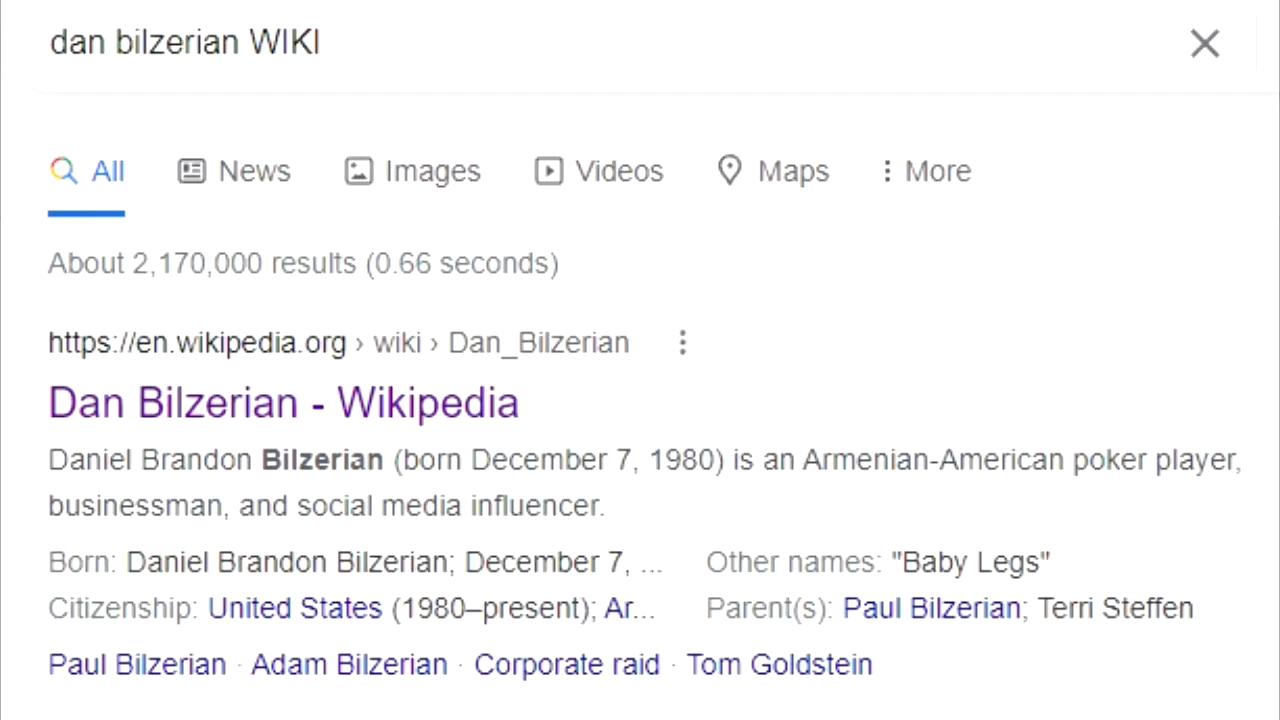 dan bilzerian WIKI
All News Images Videos Maps More
About 2,170,000 results (0.66 seconds)
https://en.wikipedia.org › wiki › Dan_Bilzerian
Dan Bilzerian - Wikipedia
Daniel Brandon Bilzerian (born December 7, 1980) is an Armenian-American poker player,
businessman, and social media influencer.
Born: Daniel Brandon Bilzerian; December 7, ... Other names: "Baby Legs"
Citizenship: United States (1980–present); Ar... Parent(s): Paul Bilzerian; Terri Steffen
Paul Bilzerian · Adam Bilzerian · Corporate raid · Tom Goldstein